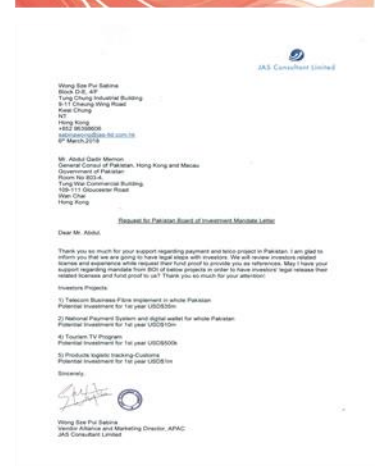 JAS Consultant Limited
Wong Sze Pui Sabina
Block D-E, 4/F
Tung Chung Industrial Building
9-11 Cheung Wing Road
Kwai Chung
NT
Hong Kong
+852 96398608
6th March,2018
Mr. Abdul Qadir Memon
General Consul of Pakistan, Hong Kong and Macau
Government of Pakistan
Room No 803-4,
Tung Wai Commercial Building,
109-111 Gloucester Road
Wan Chai
Hong Kong
Request for Pakistan Board of Investment Mandate Letter
Dear Mr. Abdul,
Thank you so much for your support regarding payment and telco project in Pakistan. I am glad to
inform you that we are going to have legal steps with investors. We will review investors related
license and experience while request their fund proof to provide you as references. May I have your
support regarding mandate from BOI of below projects in order to have investors' legal release their
related licenses and fund proof to us? Thank you so much for your attention!
Investors Projects:
1) Telecom Business-Fibre implement in whole Pakistan
Potential Investment for 1st year USD$35m
2) National Payment System and digital wallet for whole Pakistan
Potential Investment for 1st year USD$10m
4) Tourism TV Program
Potential Investment for 1st year USD$500k
5) Products logistic tracking-Customs
Potential Investment for 1st year USD$1m
Sincerely,
Wong Sze Pui Sabina
Vendor Alliance and Marketing Director, APAC
JAS Consultant Limited